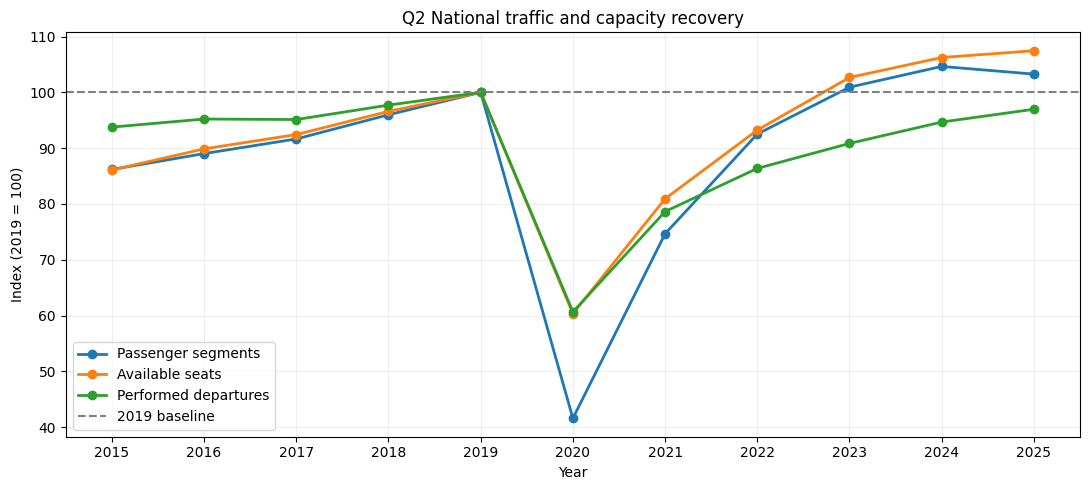 Q2 National traffic and capacity recovery
Index (2019 = 100)
110
100
90
80
70
60
50
40
Passenger segments
Available seats
Performed departures
2019 baseline
2015 2016 2017 2018 2019 2020 2021 2022 2023 2024 2025
Year